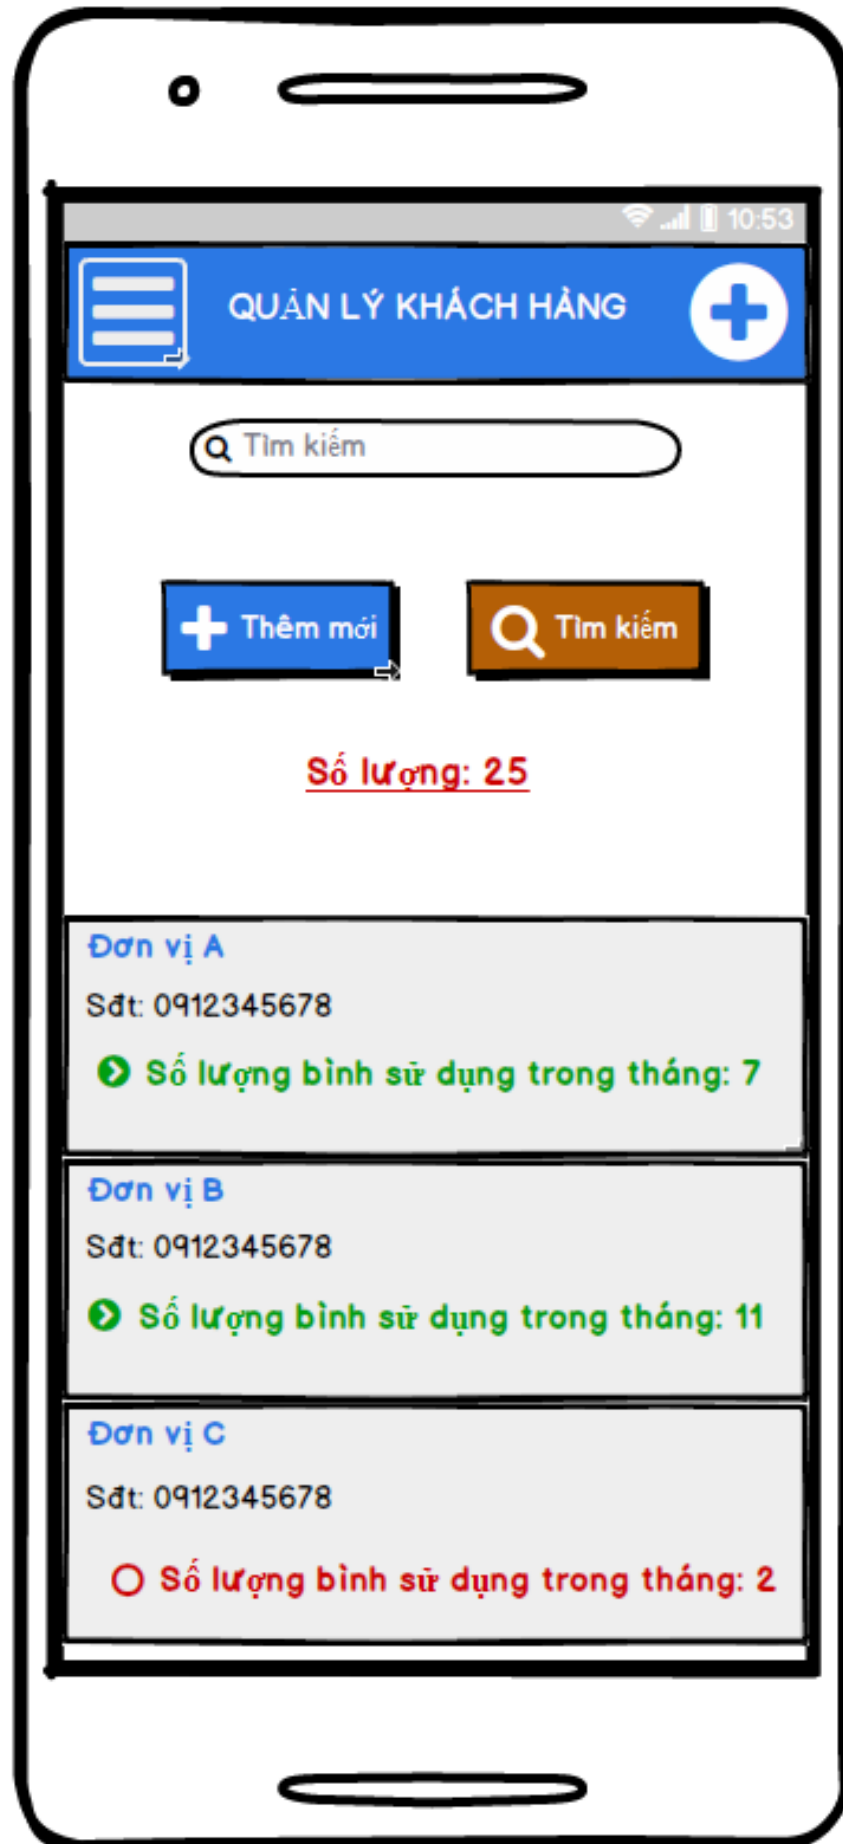 10:53
QUẢN LÝ KHÁCH HÀNG
Tìm kiếm
Thêm mới
Tìm kiếm
Số lượng: 25
Đơn vị A
Sđt: 0912345678
Số lượng bình sử dụng trong tháng: 7
Đơn vị B
Sđt: 0912345678
Số lượng bình sử dụng trong tháng: 11
Đơn vị C
Sđt: 0912345678
Số lượng bình sử dụng trong tháng: 2